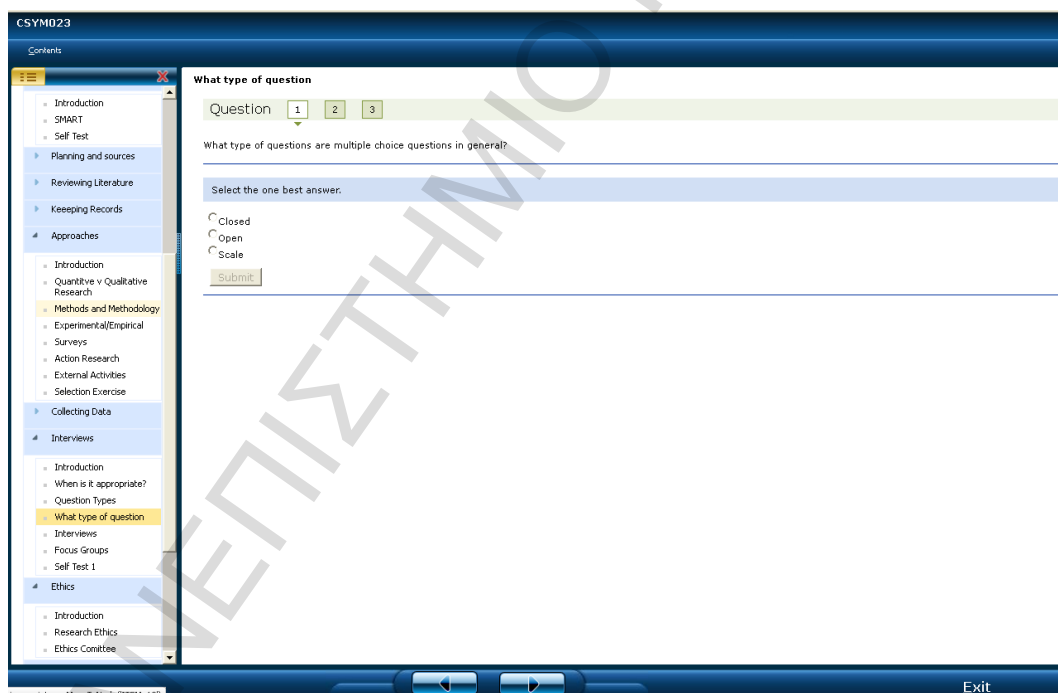 CSYM023
Contents
Introduction
SMART
Self Test
Planning and sources
Reviewing Literature
Keeeping Records
Approaches
Introduction
Quantitve v Qualitative
Research
Methods and Methodology
Experimental/Empirical
Surveys
Action Research
External Activities
Selection Exercise
Collecting Data
Interviews
Introduction
When is it appropriate?
Question Types
What type of question
Interviews
Focus Groups
Self Test 1
Ethics
Introduction
Research Ethics
Ethics Comittee
What type of question
Question 1 2 3
What type of questions are multiple choice questions in general?
Select the one best answer.
Closed
Open
Scale
Submit
Exit
ΝΕΠΙΣΤΗΜΙΟ